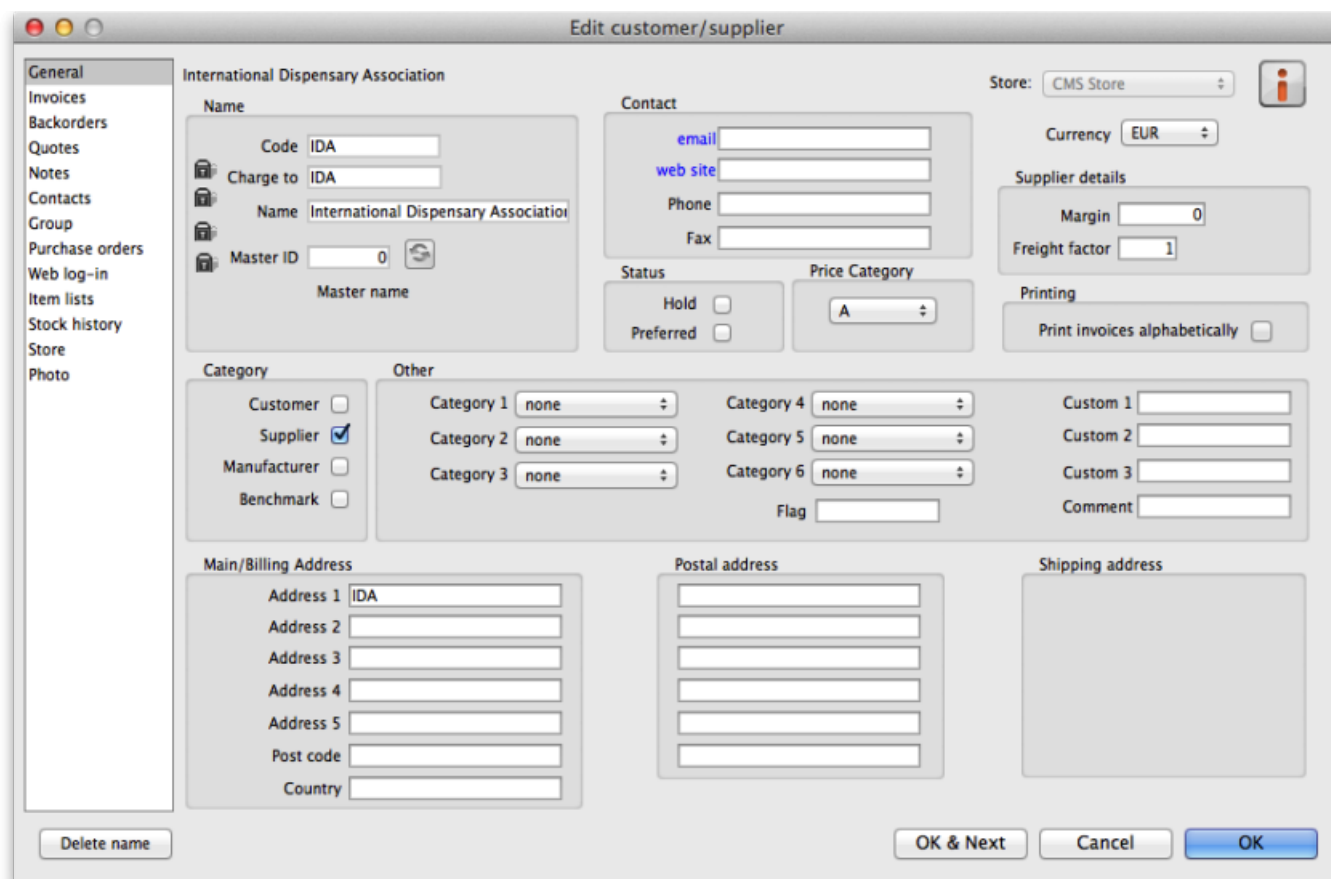 Edit customer/supplier
General
Invoices
Backorders
Quotes
Notes
Contacts
Group
Purchase orders
Web log-in
Item lists
Stock history
Store
Photo
International Dispensary Association
Store: CMS Store
Currency EUR
Name
Code IDA
Charge to IDA
Name International Dispensary Association
Master ID 0
Master name
Contact
email
web site
Phone
Fax
Supplier details
Margin 0
Freight factor 1
Status
Hold
Preferred
Price Category
A
Printing
Print invoices alphabetically
Category
Customer
Supplier
Manufacturer
Benchmark
Other
Category 1 none
Category 2 none
Category 3 none
Category 4 none
Category 5 none
Category 6 none
Flag
Custom 1
Custom 2
Custom 3
Comment
Main/Billing Address
Address 1 IDA
Address 2
Address 3
Address 4
Address 5
Post code
Country
Postal address
Shipping address
Delete name
OK & Next
Cancel
OK